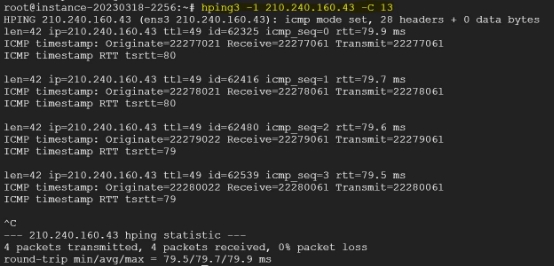 root@instance-20230318-2256:~# hping3 -1 210.240.160.43 -C 13
HPING 210.240.160.43 (ens3 210.240.160.43): icmp mode set, 28 headers + 0 data bytes
len=42 ip=210.240.160.43 ttl=49 id=62325 icmp_seq=0 rtt=79.9 ms
ICMP timestamp: Originate=22277021 Receive=22277061 Transmit=22277061
ICMP timestamp RTT tsrtt=80
len=42 ip=210.240.160.43 ttl=49 id=62416 icmp_seq=1 rtt=79.7 ms
ICMP timestamp: Originate=22278021 Receive=22278061 Transmit=22278061
ICMP timestamp RTT tsrtt=80
len=42 ip=210.240.160.43 ttl=49 id=62480 icmp_seq=2 rtt=79.6 ms
ICMP timestamp: Originate=22279022 Receive=22279061 Transmit=22279061
ICMP timestamp RTT tsrtt=79
len=42 ip=210.240.160.43 ttl=49 id=62539 icmp_seq=3 rtt=79.5 ms
ICMP timestamp: Originate=22280022 Receive=22280061 Transmit=22280061
ICMP timestamp RTT tsrtt=79
^C
--- 210.240.160.43 hping statistic ---
4 packets transmitted, 4 packets received, 0% packet loss
round-trip min/avg/max = 79.5/79.7/79.9 ms